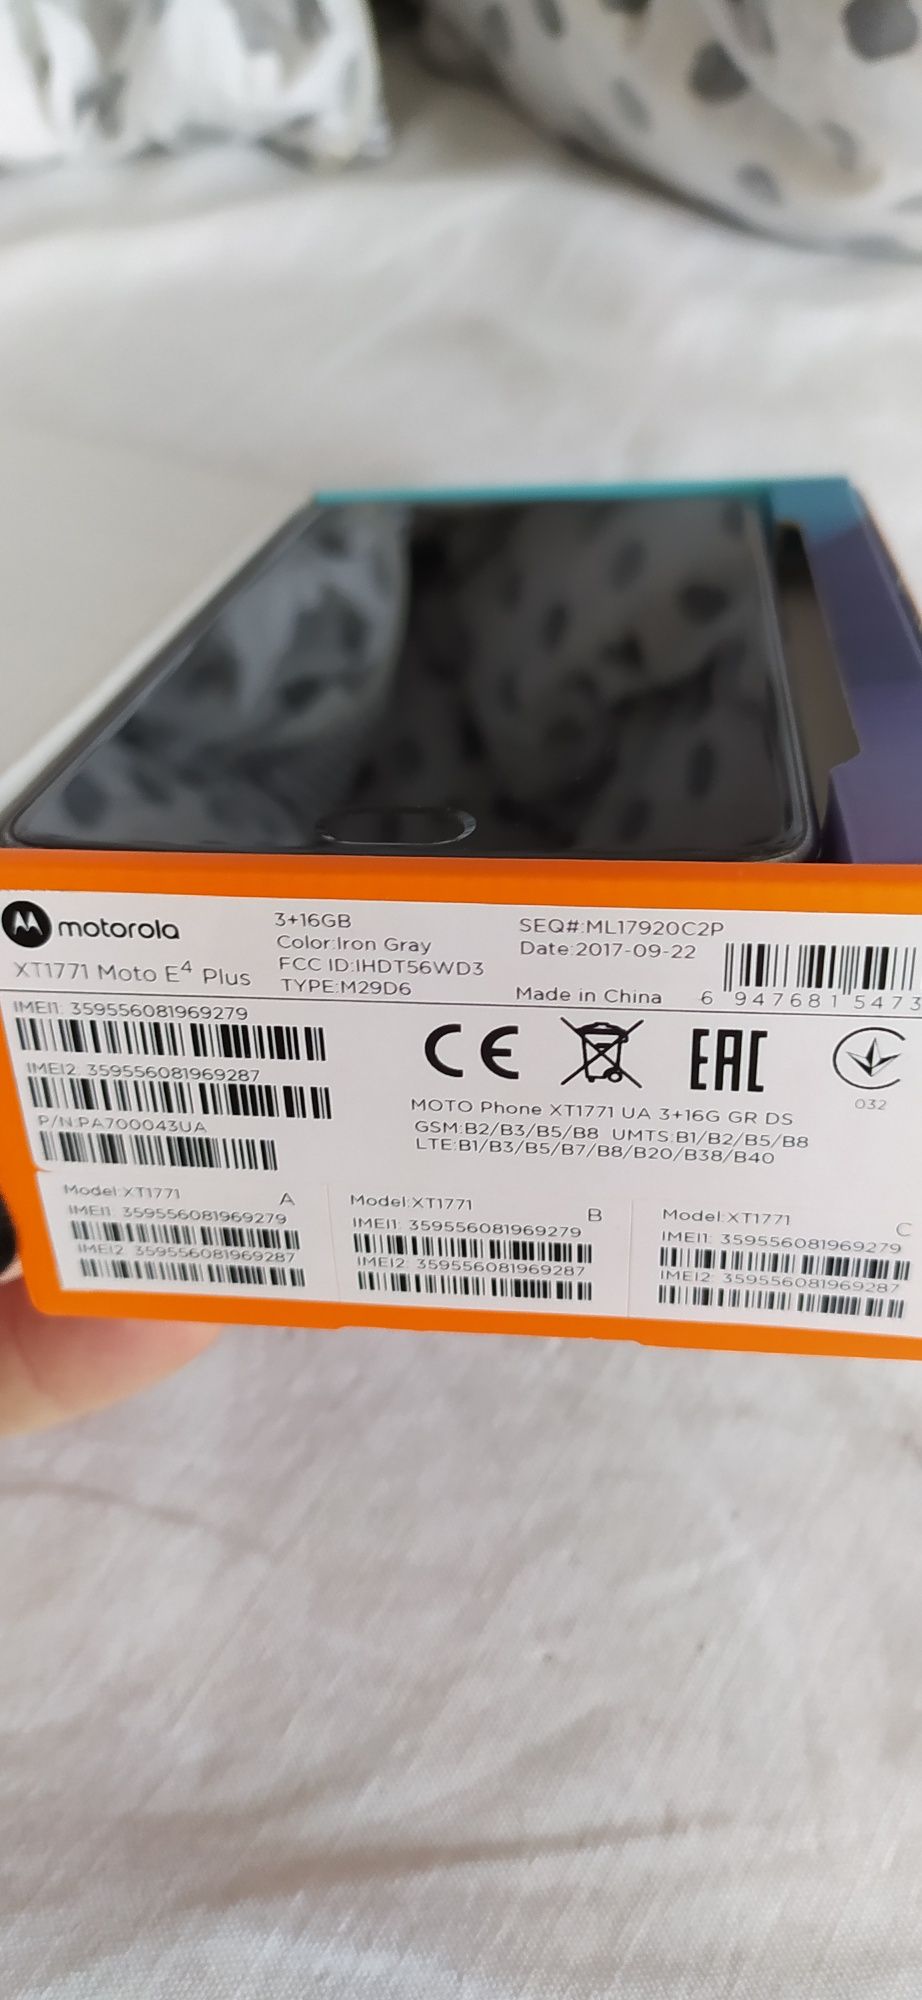 motorola
XT1771 Moto E4 Plus
3+16GB
Color:Iron Gray
FCC ID:IHDT56WD3
TYPE:M29D6
SEQ#:ML17920C2P
Date:2017-09-22
Made in China
6 947681 5473
IMEI1: 359556081969279
IMEI2: 359556081969287
P/N:PA700043UA
CE
EAC
032
MOTO Phone XT1771 UA 3+16G GR DS
GSM:B2/B3/B5/B8 UMTS:B1/B2/B5/B8
LTE:B1/B3/B5/B7/B8/B20/B38/B40
Model:XT1771 A
IMEI1: 359556081969279
IMEI2: 359556081969287
Model:XT1771 B
IMEI1: 359556081969279
IMEI2: 359556081969287
Model:XT1771 C
IMEI1: 359556081969279
IMEI2: 359556081969287